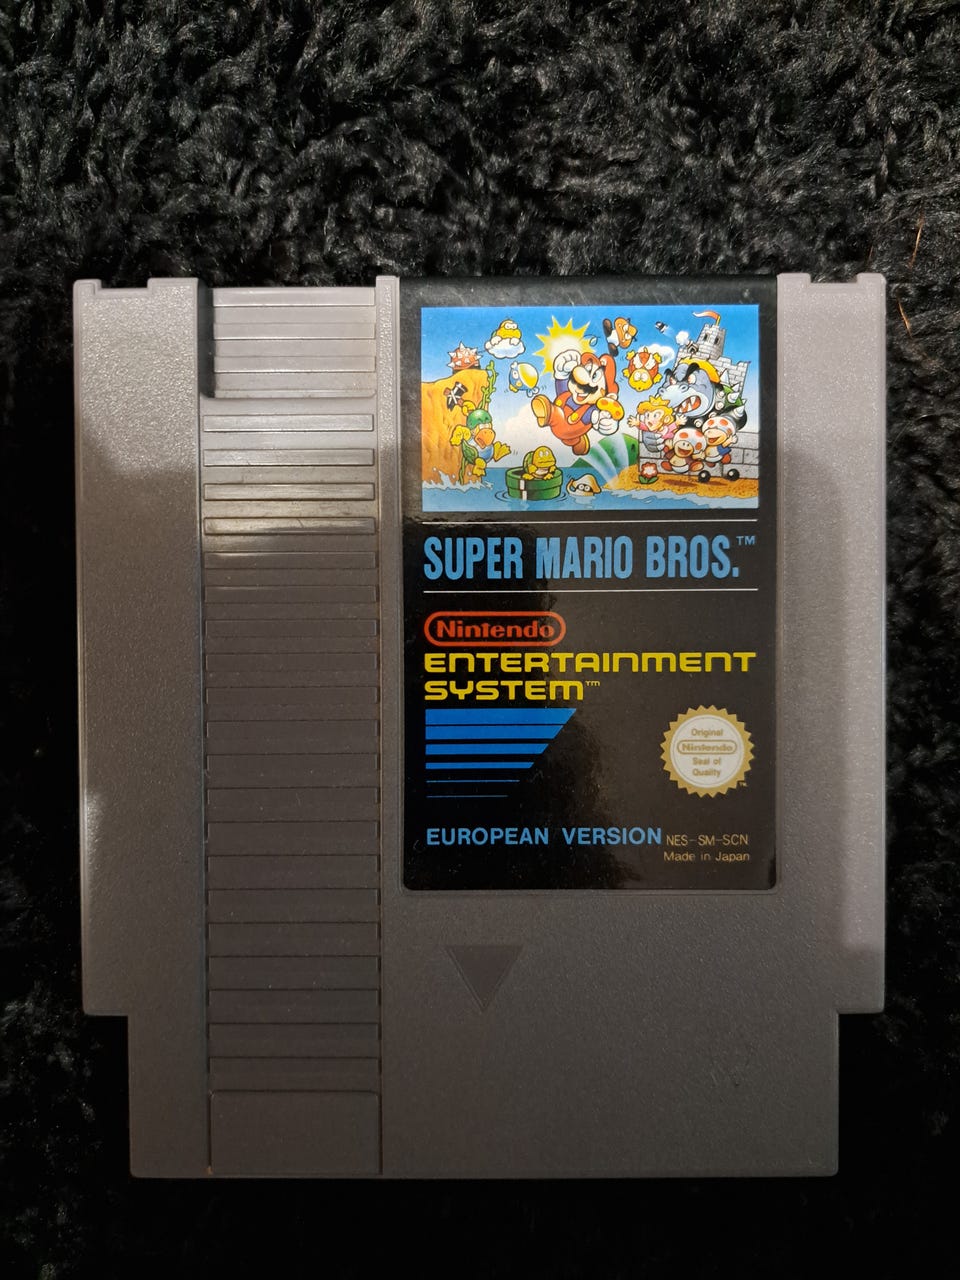 SUPER MARIO BROS.™
Nintendo
ENTERTAINMENT
SYSTEM™
Original
Nintendo
Seal of
Quality
TM
EUROPEAN VERSION
NES-SM-SCN
Made in Japan